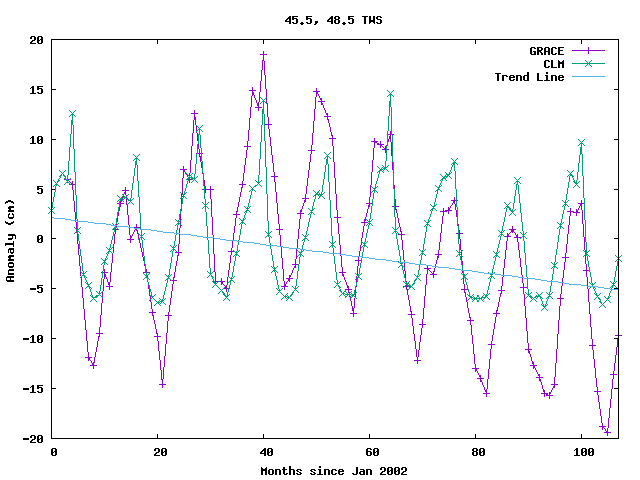 45.5, 48.5 TWS
GRACE
CLM
Trend Line
20
15
10
5
0
-5
-10
-15
-20
Anomaly (cm)
0 20 40 60 80 100
Months since Jan 2002